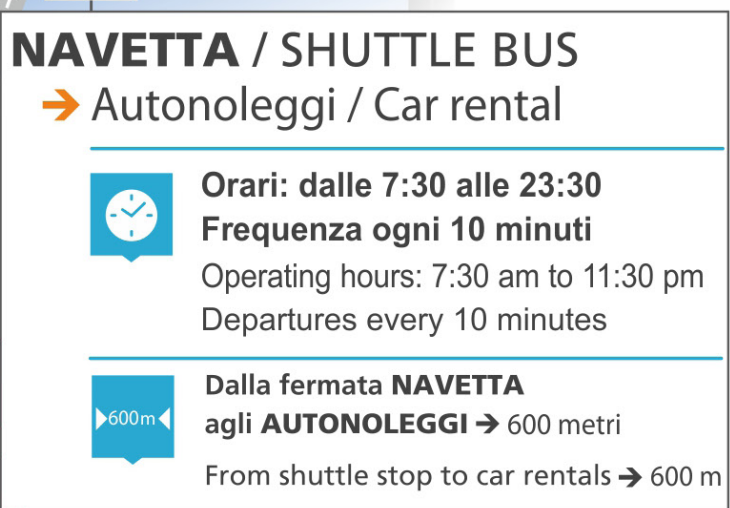 NAVETTA / SHUTTLE BUS
➔ Autonoleggi / Car rental
Orari: dalle 7:30 alle 23:30
Frequenza ogni 10 minuti
Operating hours: 7:30 am to 11:30 pm
Departures every 10 minutes
600m
Dalla fermata NAVETTA
agli AUTONOLEGGI ➔ 600 metri
From shuttle stop to car rentals ➔ 600 m